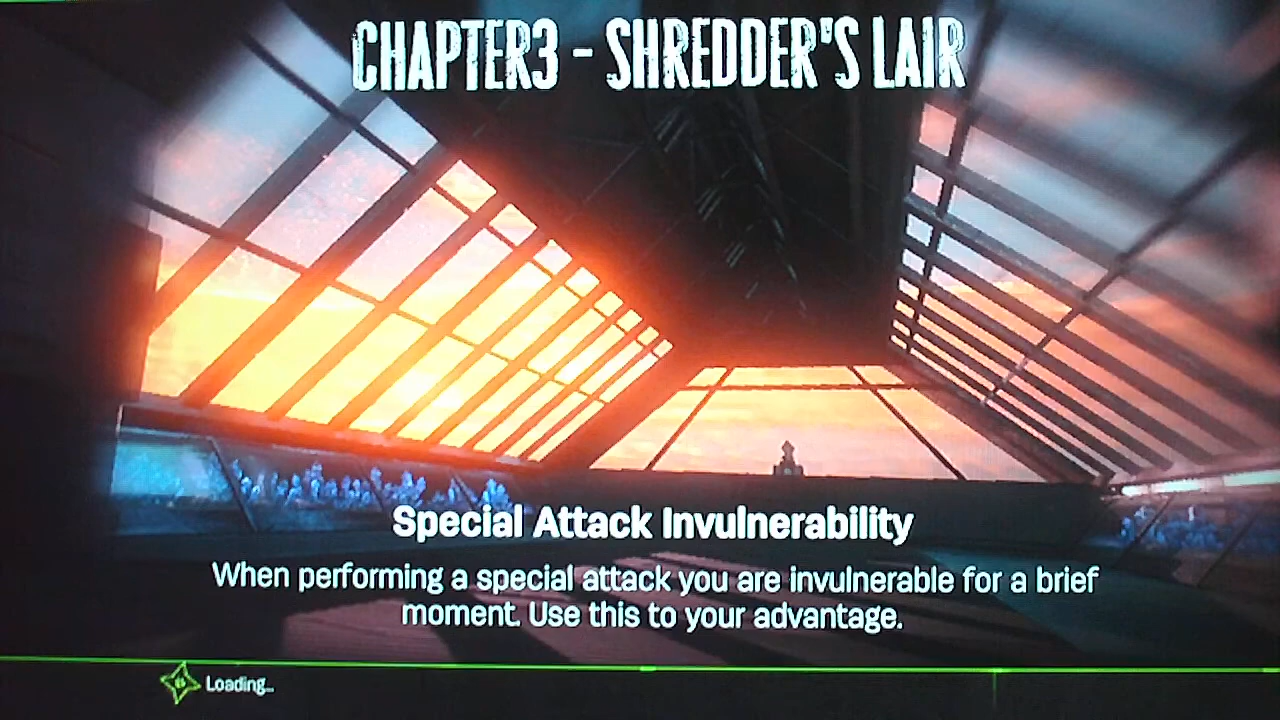 CHAPTER3 - SHREDDER'S LAIR
Special Attack Invulnerability
When performing a special attack you are invulnerable for a brief
moment. Use this to your advantage.
Loading...